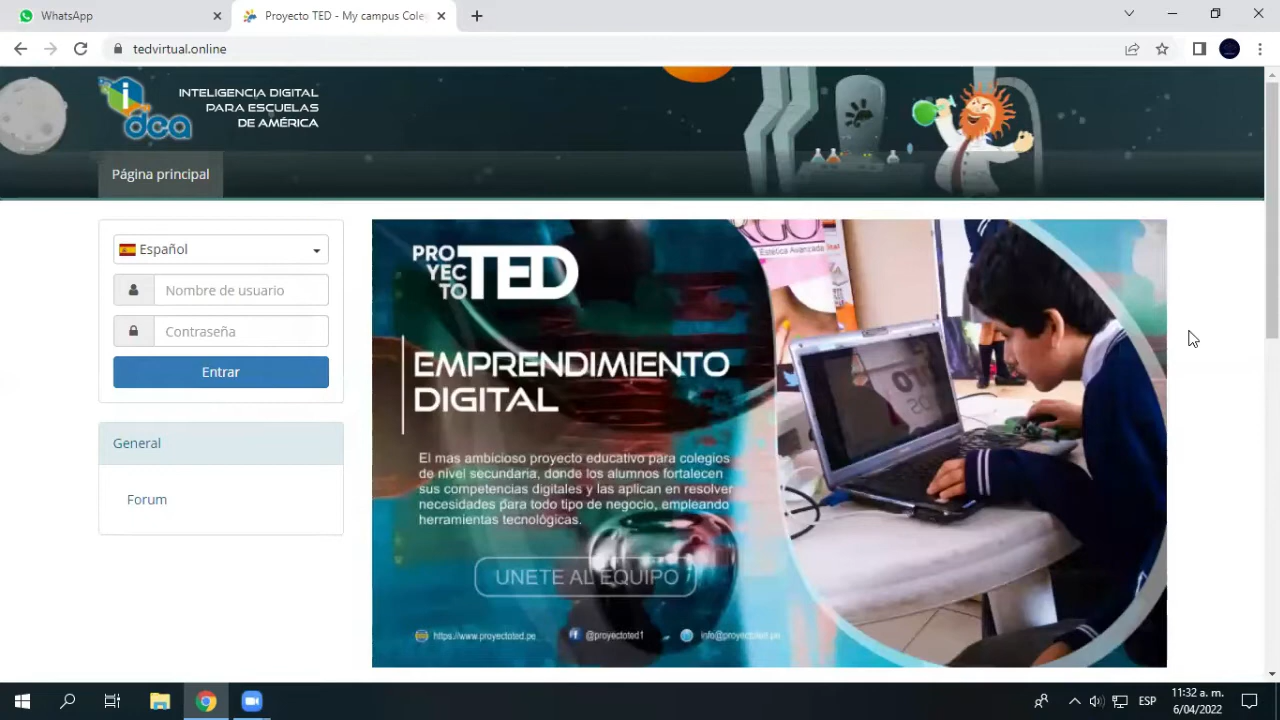 WhatsApp
Proyecto TED - My campus Cole
tedvirtual.online
idca
INTELIGENCIA DIGITAL
PARA ESCUELAS
DE AMÉRICA
Página principal
Español
Nombre de usuario
Contraseña
Entrar
General
Forum
PRO
YEC
TO
TED
EMPRENDIMIENTO
DIGITAL
El mas ambicioso proyecto educativo para colegios
de nivel secundaria, donde los alumnos fortalecen
sus competencias digitales y las aplican en resolver
necesidades para todo tipo de negocio, empleando
herramientas tecnológicas.
UNETE AL EQUIPO
https://www.proyectoted.pe
@proyectoted1
info@proyectoted.pe
Estética Avanzada
ESP
11:32 a. m.
6/04/2022